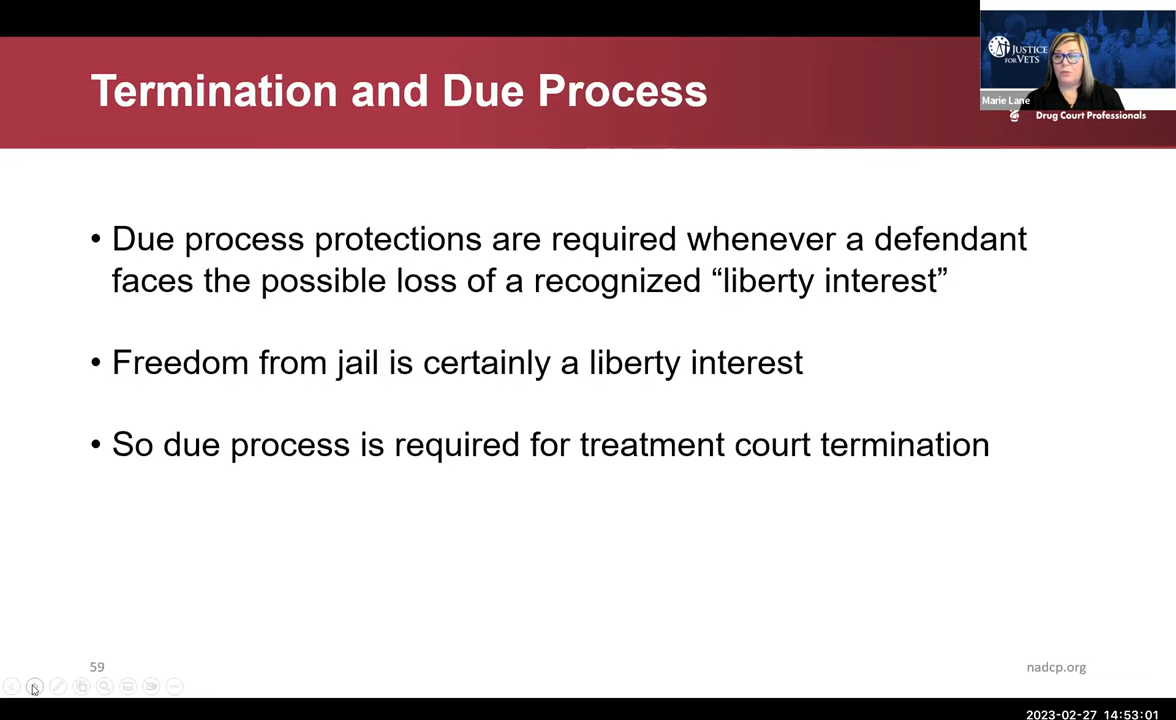 Termination and Due Process
JUSTICE
FOR VETS
Marie Lane
Drug Court Professionals
• Due process protections are required whenever a defendant
faces the possible loss of a recognized “liberty interest”
• Freedom from jail is certainly a liberty interest
• So due process is required for treatment court termination
59
nadcp.org
2023-02-27 14:53:01